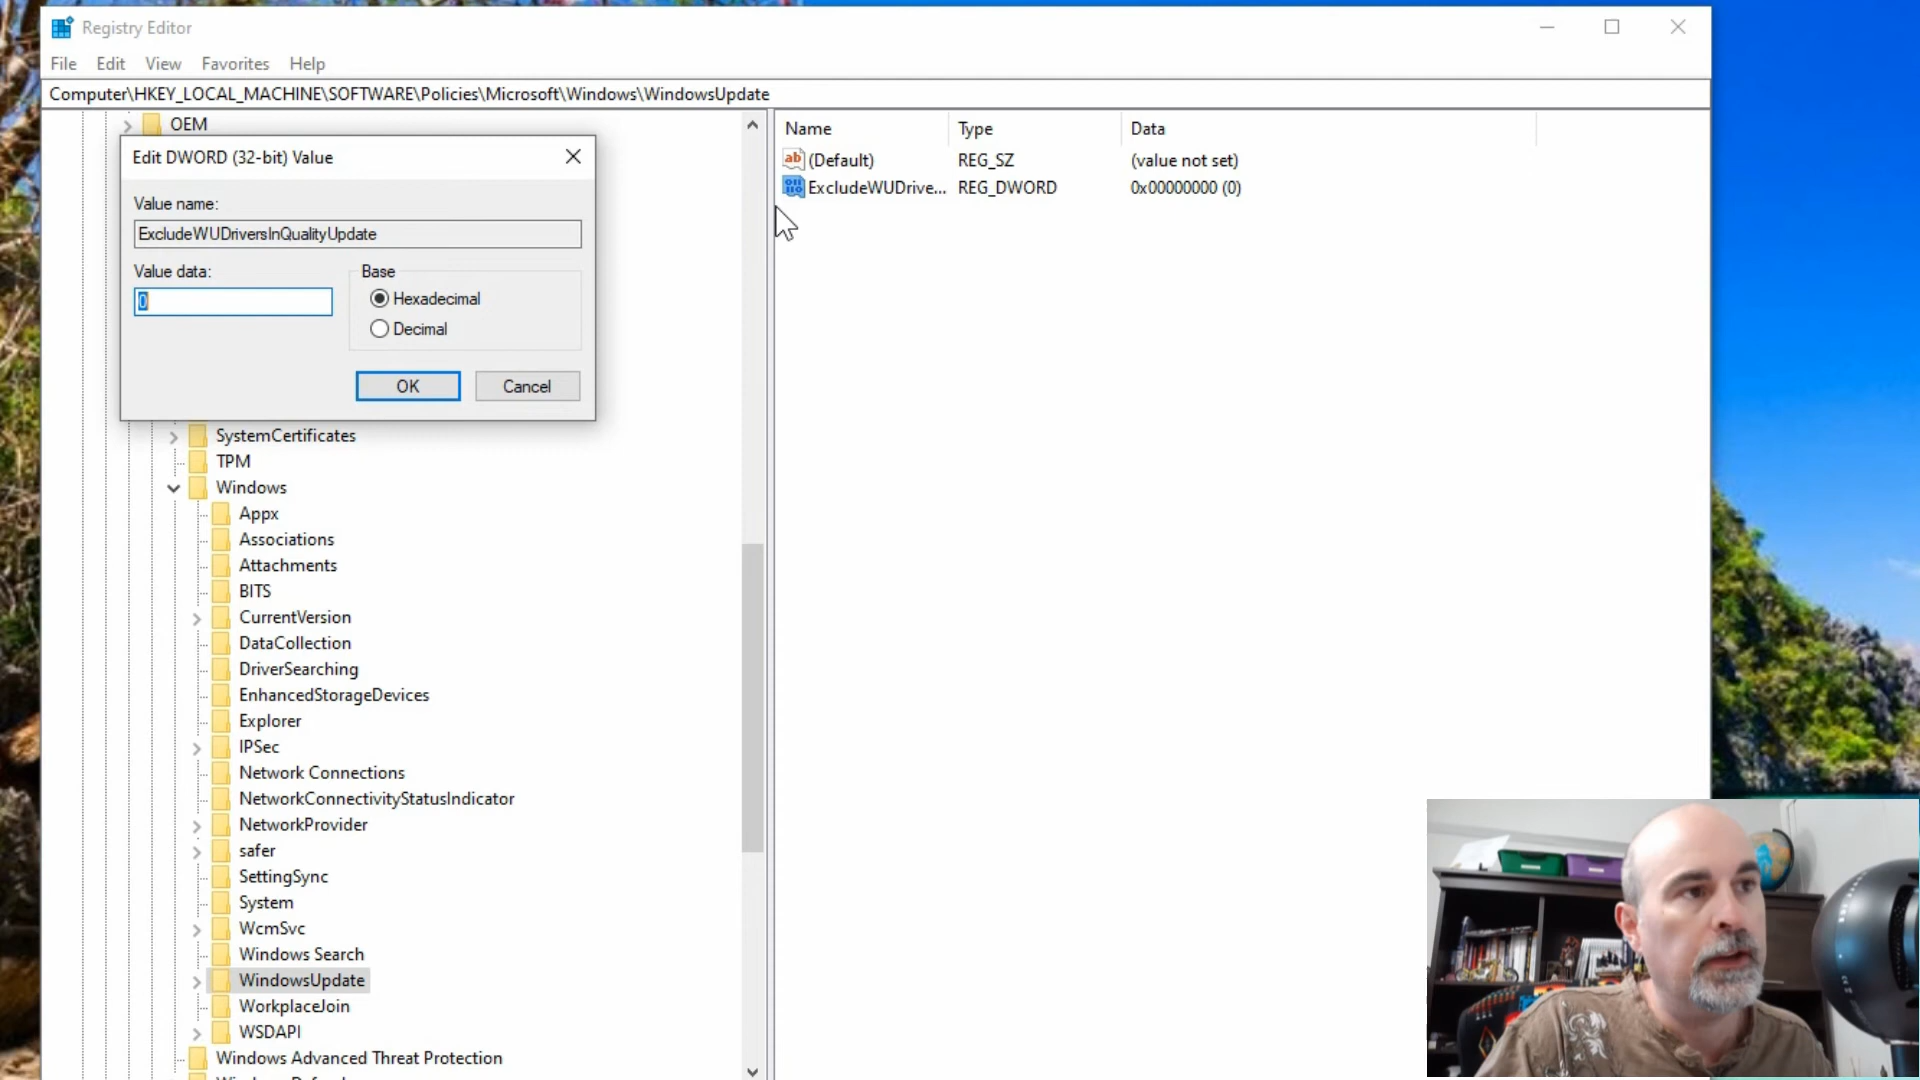 Registry Editor
File Edit View Favorites Help
Computer\HKEY_LOCAL_MACHINE\SOFTWARE\Policies\Microsoft\Windows\WindowsUpdate
OEM
Edit DWORD (32-bit) Value
Value name:
ExcludeWUDriversInQualityUpdate
Value data:
0
Base
Hexadecimal
Decimal
OK Cancel
SystemCertificates
TPM
Windows
Appx
Associations
Attachments
BITS
CurrentVersion
DataCollection
DriverSearching
EnhancedStorageDevices
Explorer
IPSec
Network Connections
NetworkConnectivityStatusIndicator
NetworkProvider
safer
SettingSync
System
WcmSvc
Windows Search
WindowsUpdate
WorkplaceJoin
WSDAPI
Windows Advanced Threat Protection
Name Type Data
(Default) REG_SZ (value not set)
ExcludeWUDrive... REG_DWORD 0x00000000 (0)